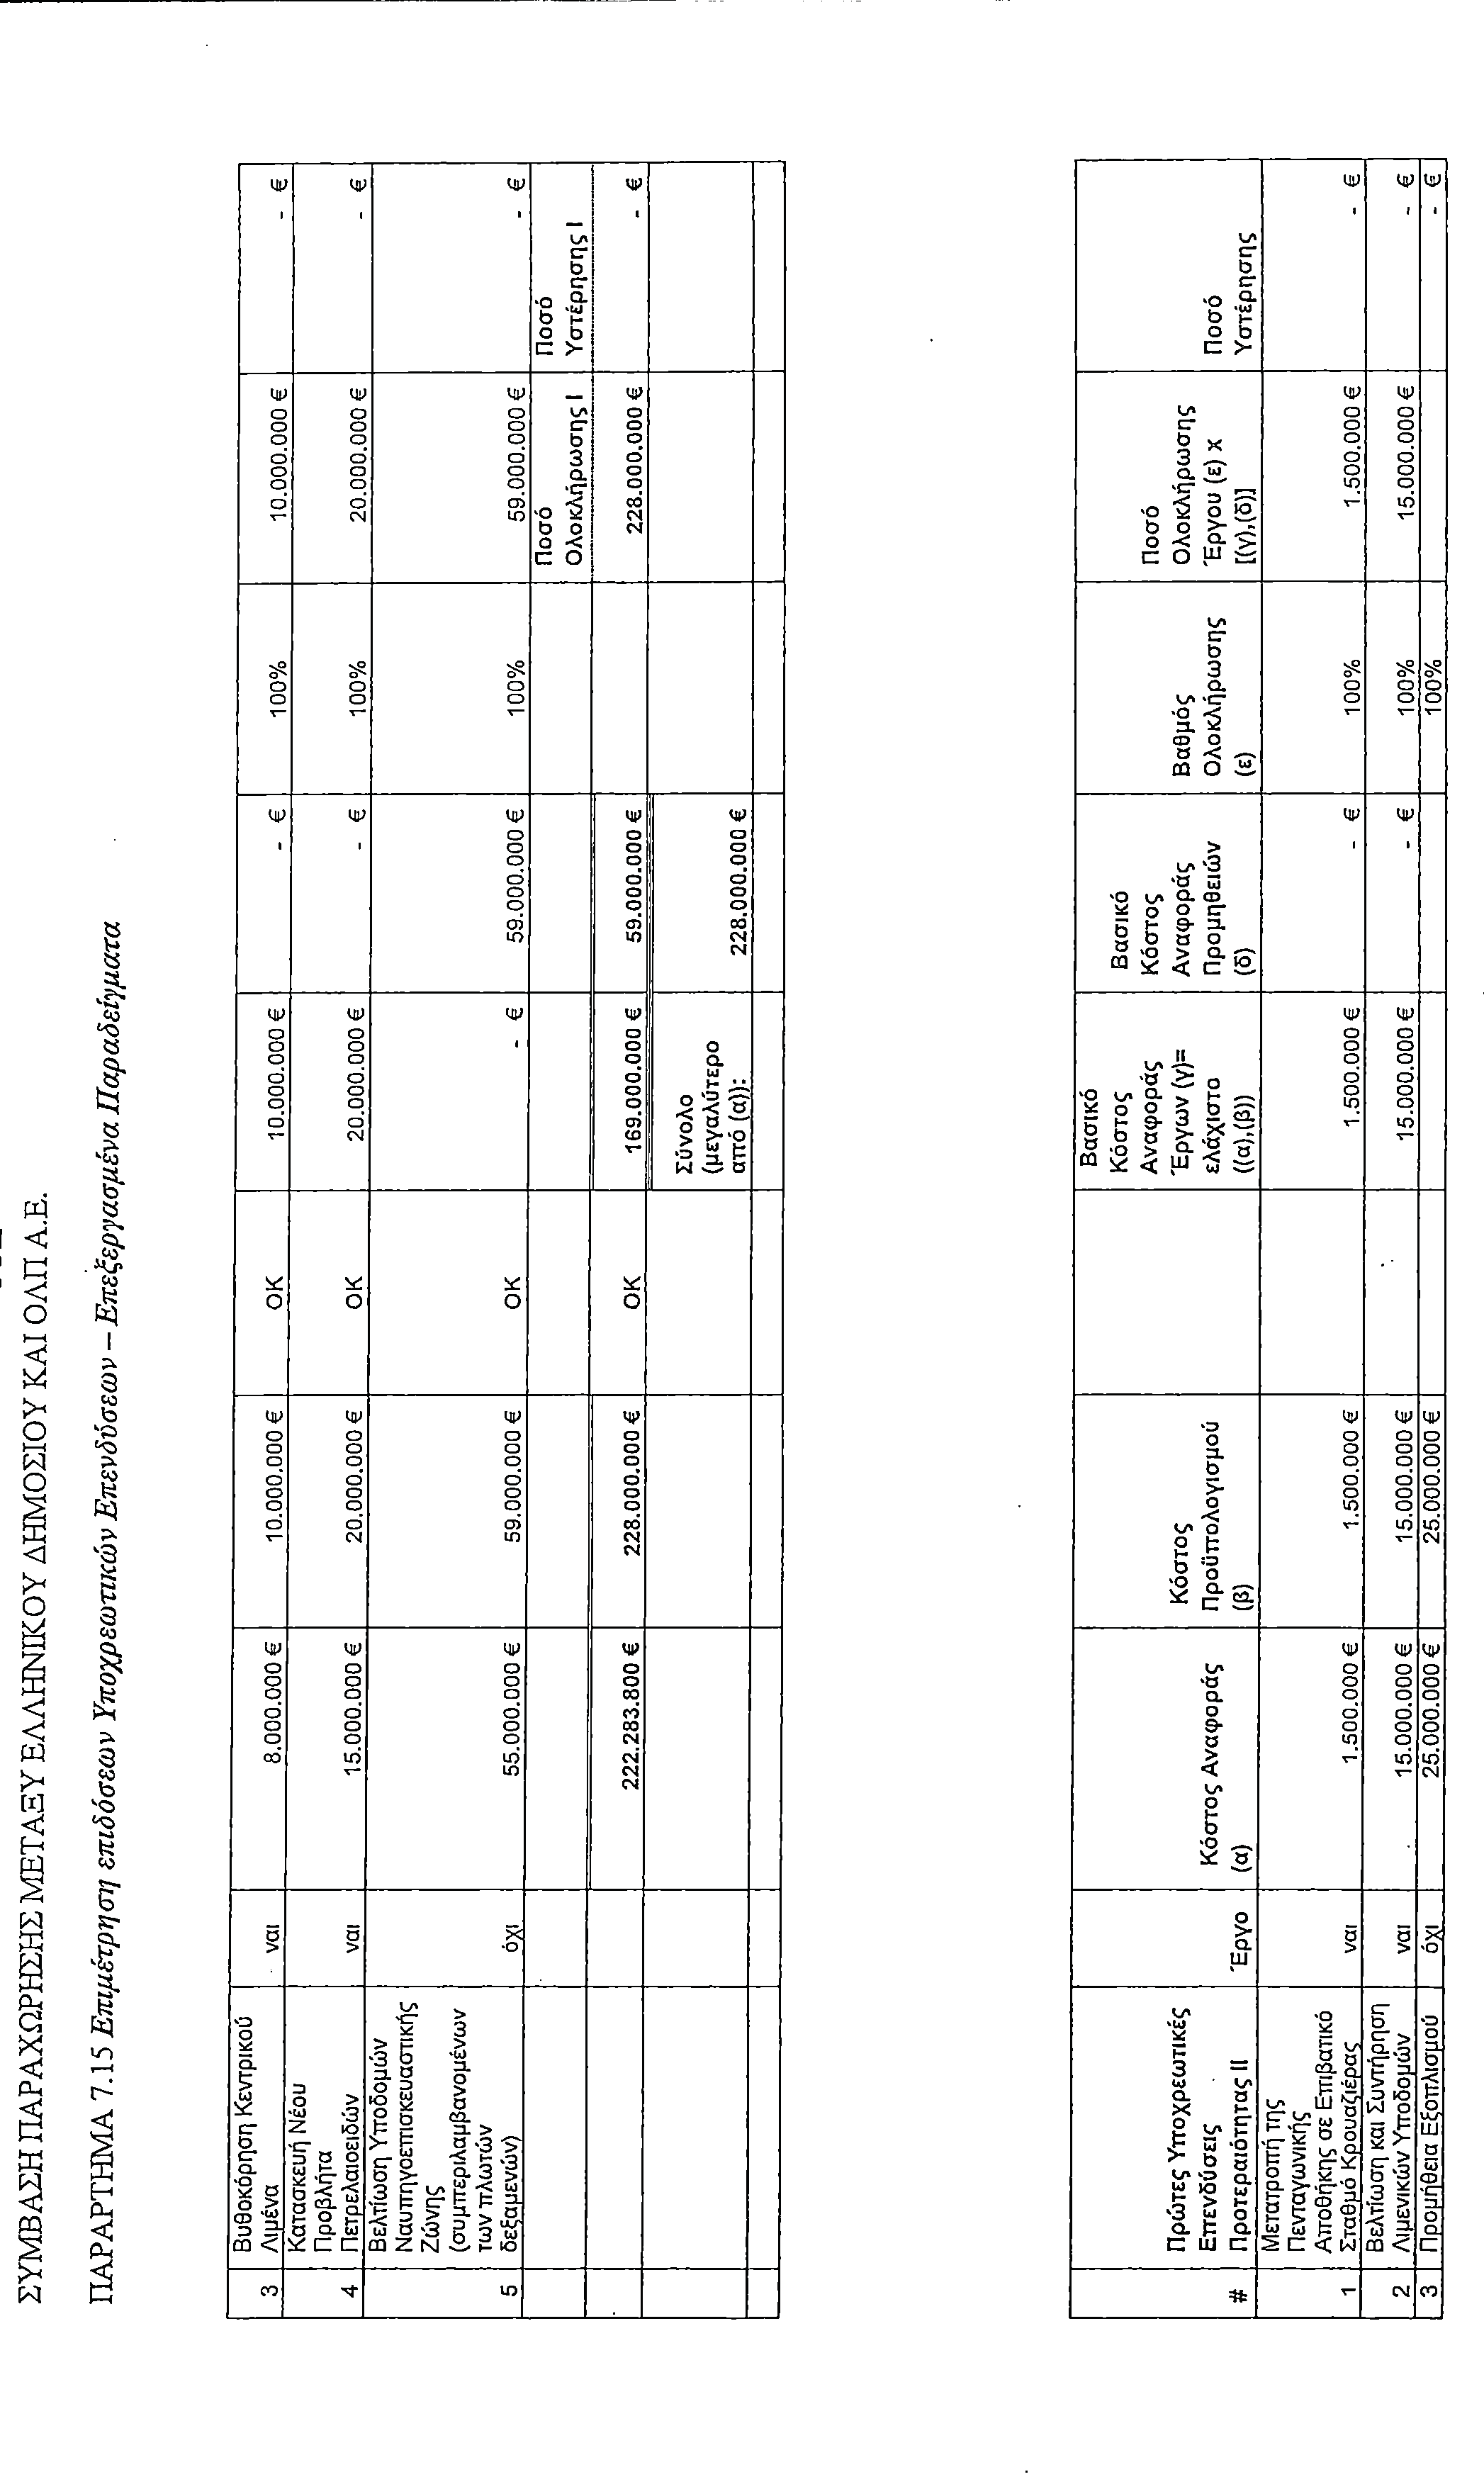 ΣΥΜΒΑΣΗ ΠΑΡΑΧΩΡΗΣΗΣ ΜΕΤΑΞΥ ΕΛΛΗΝΙΚΟΥ ΔΗΜΟΣΙΟΥ ΚΑΙ ΟΛΠ Α.Ε.
ΠΑΡΑΡΤΗΜΑ 7.15 Επιμέτρηση επιδόσεων Υποχρεωτικών Επενδύσεων – Επεξεργασμένα Παραδείγματα
3 Βυθοκόρηση Κεντρικού Λιμένα ναι 8.000.000 € 10.000.000 € OK 10.000.000 € - € 100% 10.000.000 € - €
4 Κατασκευή Νέου Προβλήτα Πετρελαιοειδών ναι 15.000.000 € 20.000.000 € OK 20.000.000 € - € 100% 20.000.000 € - €
5 Βελτίωση Υποδομών Ναυπηγοεπισκευαστικής Ζώνης (συμπεριλαμβανομένων των πλωτών δεξαμενών) όχι 55.000.000 € 59.000.000 € OK - € 59.000.000 € 100% 59.000.000 € - €
Ποσό Ολοκλήρωσης Ι Ποσό Υστέρησης Ι
222.283.800 € 228.000.000 € OK 169.000.000 € 59.000.000 € 228.000.000 € - €
Σύνολο (μεγαλύτερο από (α)): 228.000.000 €
# Πρώτες Υποχρεωτικές Επενδύσεις Προτεραιότητας ΙΙ Έργο Κόστος Αναφοράς (α) Κόστος Προϋπολογισμού (β) Βασικό Κόστος Αναφοράς Έργων (γ)= ελάχιστο ((α),(β)) Βασικό Κόστος Αναφοράς Προμηθειών (δ) Βαθμός Ολοκλήρωσης (ε) Ποσό Ολοκλήρωσης Έργου (ε) x [(γ),(δ)] Ποσό Υστέρησης
1 Μετατροπή της Πενταγωνικής Αποθήκης σε Επιβατικό Σταθμό Κρουαζιέρας ναι 1.500.000 € 1.500.000 € 1.500.000 € - € 100% 1.500.000 € - €
2 Βελτίωση και Συντήρηση Λιμενικών Υποδομών ναι 15.000.000 € 15.000.000 € 15.000.000 € - € 100% 15.000.000 € - €
3 Προμήθεια Εξοπλισμού όχι 25.000.000 € 25.000.000 € 100% - €